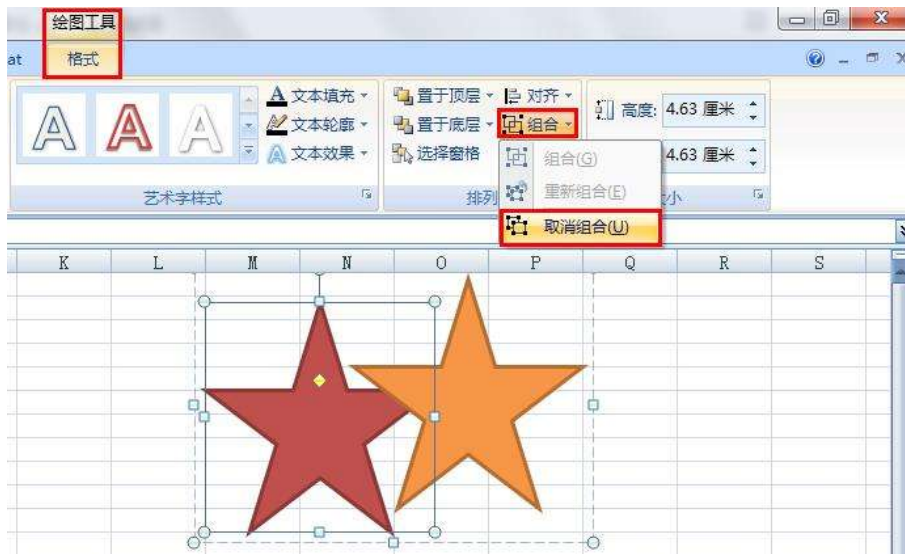 绘图工具
at 格式
A A A
文本填充
文本轮廓
文本效果
艺术字样式
置于顶层 对齐
置于底层 组合
选择窗格
排列
高度: 4.63 厘米
4.63 厘米
小
组合(G)
重新组合(E)
取消组合(U)
K L M N O P Q R S